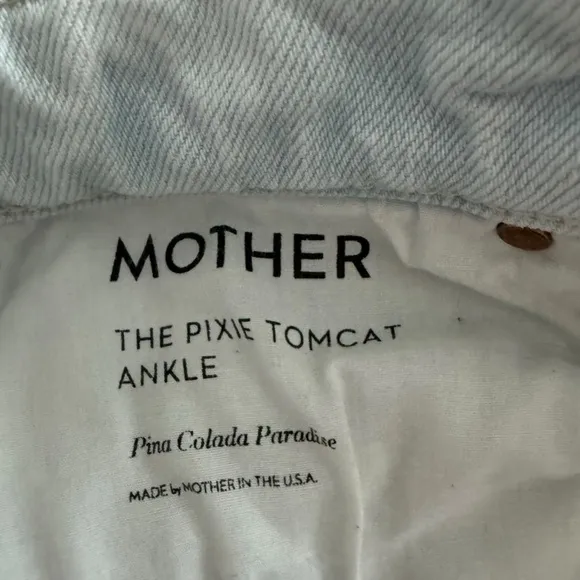 MOTHER
THE PIXIE TOMCAT
ANKLE
Pina Colada Paradise
MADE by MOTHER IN THE U.S.A.